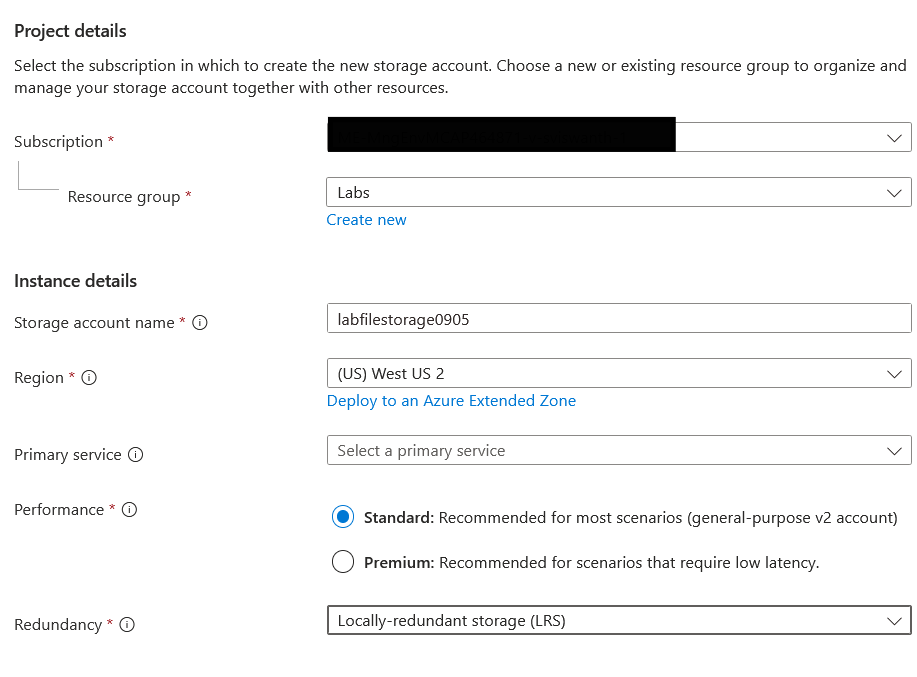 Project details
Select the subscription in which to create the new storage account. Choose a new or existing resource group to organize and
manage your storage account together with other resources.
Subscription *
Resource group *
Labs
Create new
Instance details
Storage account name *
labfilestorage0905
Region *
(US) West US 2
Deploy to an Azure Extended Zone
Primary service
Select a primary service
Performance *
Standard: Recommended for most scenarios (general-purpose v2 account)
Premium: Recommended for scenarios that require low latency.
Redundancy *
Locally-redundant storage (LRS)